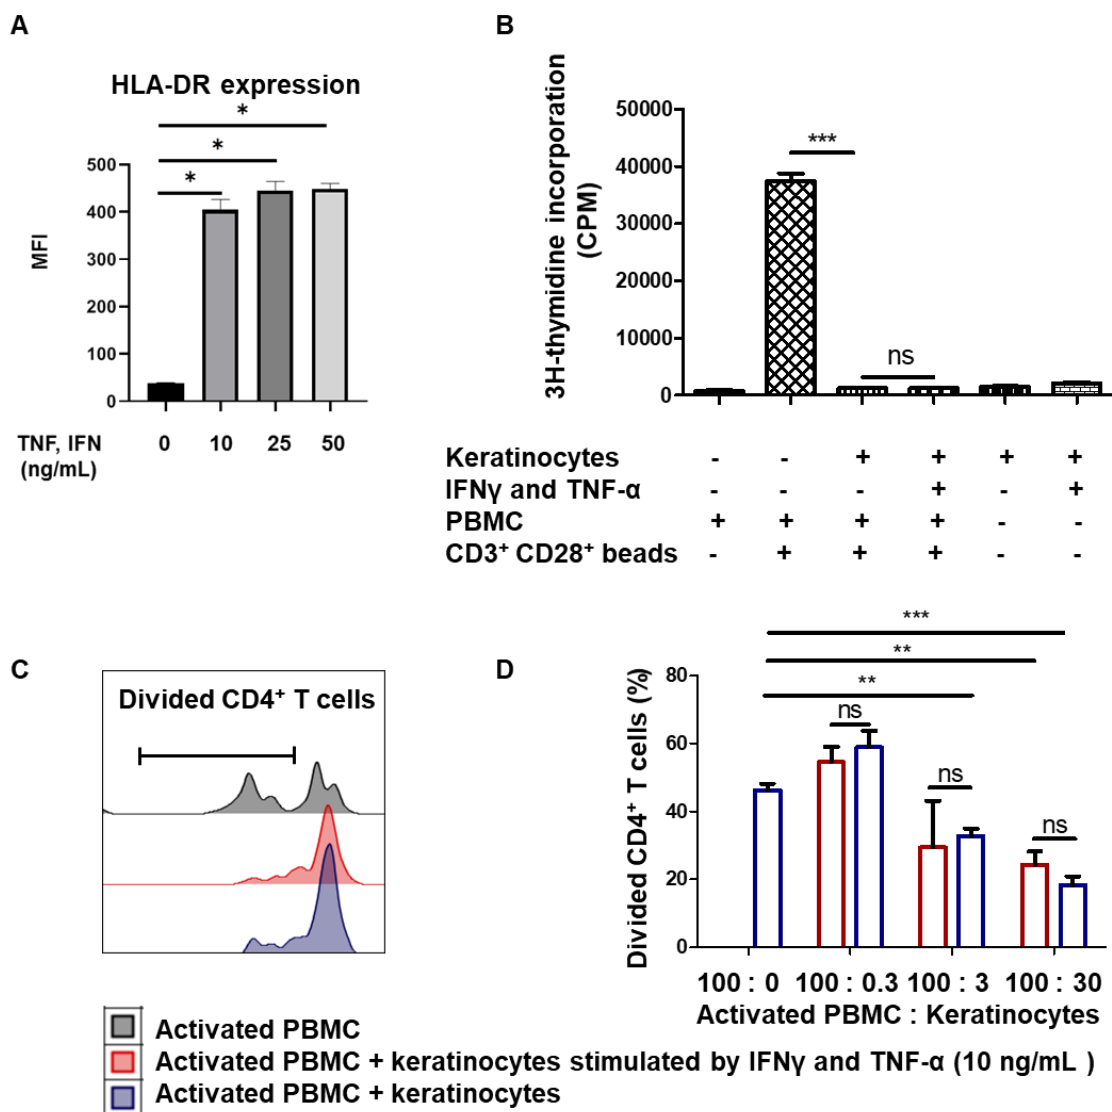 A
HLA-DR expression
*
*
*
500
400
300
200
100
0
MFI
TNF, IFN
(ng/mL)
0 10 25 50
B
3H-thymidine incorporation
(CPM)
50000
40000
30000
20000
10000
0
***
ns
Keratinocytes - - + + + +
IFNγ and TNF-α - - - + - +
PBMC + + + + - -
CD3⁺ CD28⁺ beads - + + + - -
C
Divided CD4⁺ T cells
Activated PBMC
Activated PBMC + keratinocytes stimulated by IFNγ and TNF-α (10 ng/mL )
Activated PBMC + keratinocytes
D
Divided CD4⁺ T cells (%)
80
60
40
20
0
***
**
**
ns
ns
ns
100 : 0 100 : 0.3 100 : 3 100 : 30
Activated PBMC : Keratinocytes